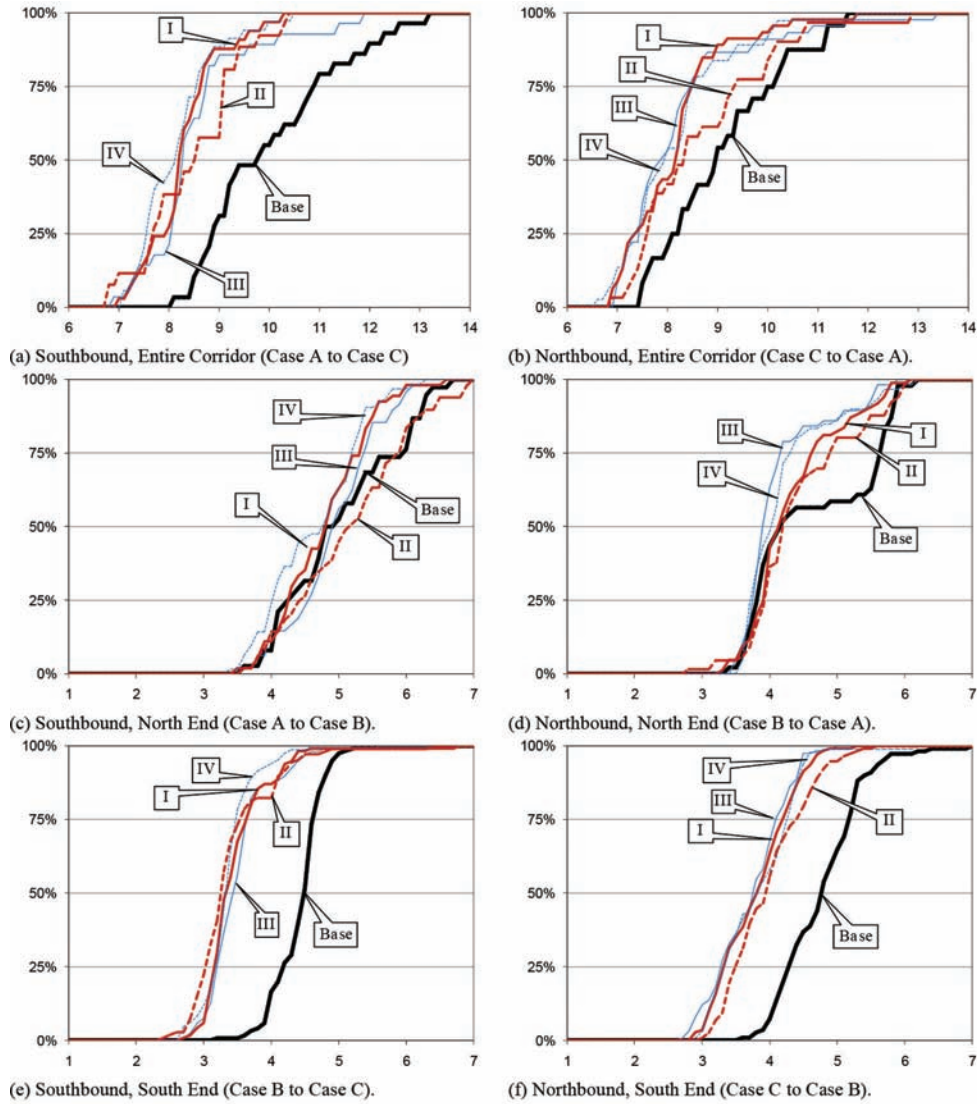 100%
75%
50%
25%
0%
I
II
IV
Base
III
6 7 8 9 10 11 12 13 14
(a) Southbound, Entire Corridor (Case A to Case C)
100%
75%
50%
25%
0%
I
II
III
IV
Base
6 7 8 9 10 11 12 13 14
(b) Northbound, Entire Corridor (Case C to Case A).
100%
75%
50%
25%
0%
IV
III
I
Base
II
1 2 3 4 5 6 7
(c) Southbound, North End (Case A to Case B).
100%
75%
50%
25%
0%
III
I
IV
II
Base
1 2 3 4 5 6 7
(d) Northbound, North End (Case B to Case A).
100%
75%
50%
25%
0%
IV
I
II
III
Base
1 2 3 4 5 6 7
(e) Southbound, South End (Case B to Case C).
100%
75%
50%
25%
0%
IV
III
I
II
Base
1 2 3 4 5 6 7
(f) Northbound, South End (Case C to Case B).